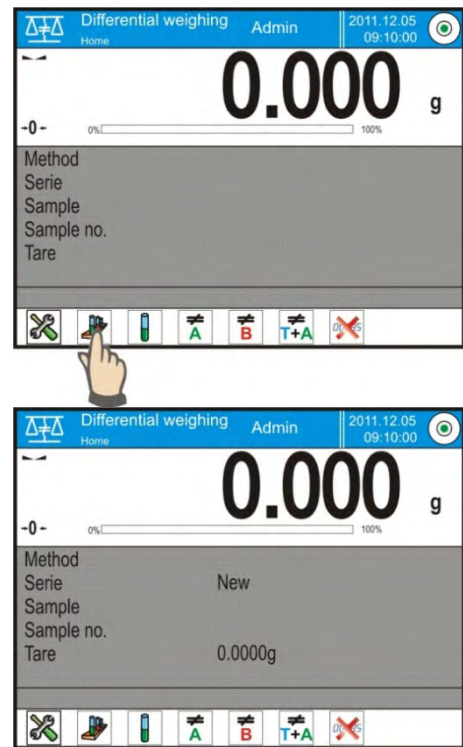 Differential weighing Admin 2011.12.05
Home 09:10:00
0.000 g
-0- 0% 100%
Method
Serie
Sample
Sample no.
Tare
A B T+A
Differential weighing Admin 2011.12.05
Home 09:10:00
0.000 g
-0- 0% 100%
Method
Serie New
Sample
Sample no.
Tare 0.0000g
A B T+A